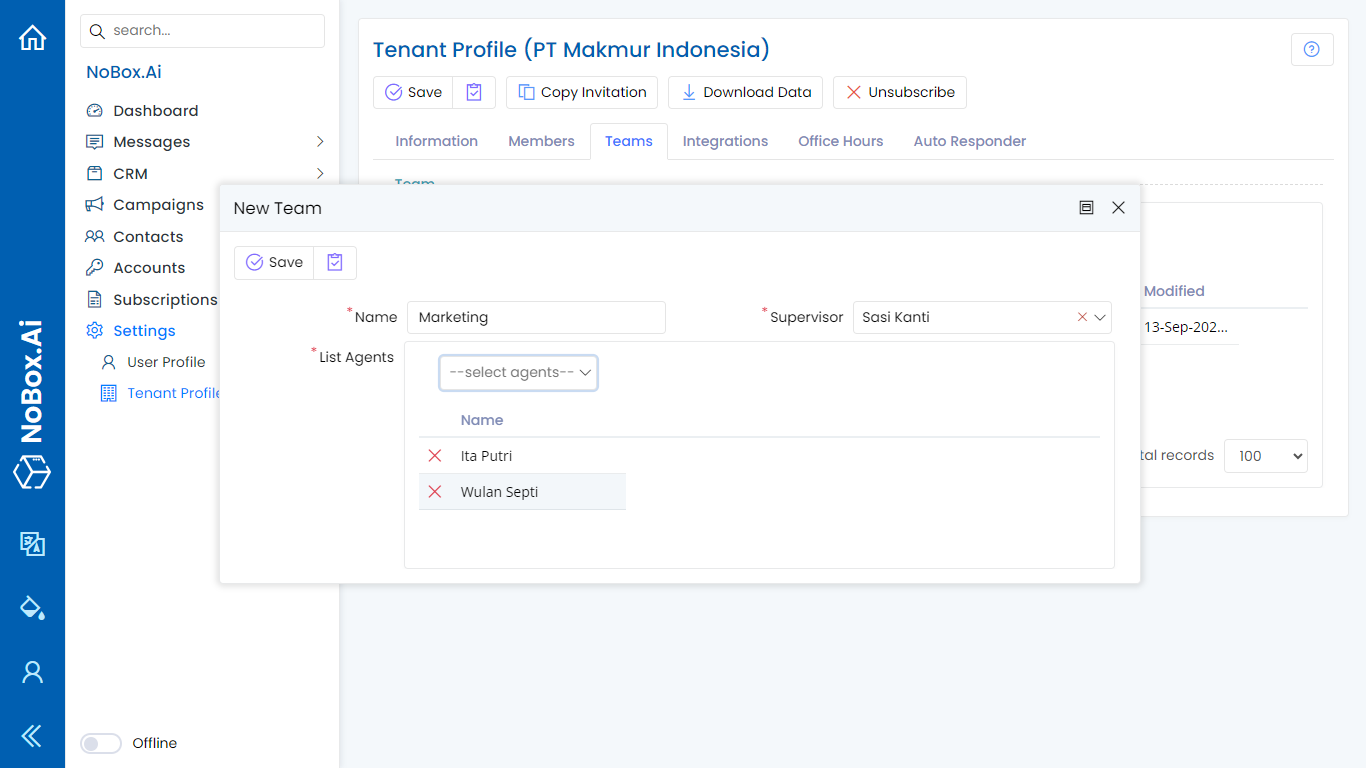 search...
NoBox.Ai
Dashboard
Messages
CRM
Campaigns
Contacts
Accounts
Subscriptions
Settings
User Profile
Tenant Profile
Offline
NoBox.Ai
Tenant Profile (PT Makmur Indonesia)
Save
Copy Invitation
Download Data
Unsubscribe
Information Members Teams Integrations Office Hours Auto Responder
Team
Modified
13-Sep-202...
tal records 100
New Team
Save
*Name Marketing
*Supervisor Sasi Kanti
*List Agents
--select agents--
Name
Ita Putri
Wulan Septi